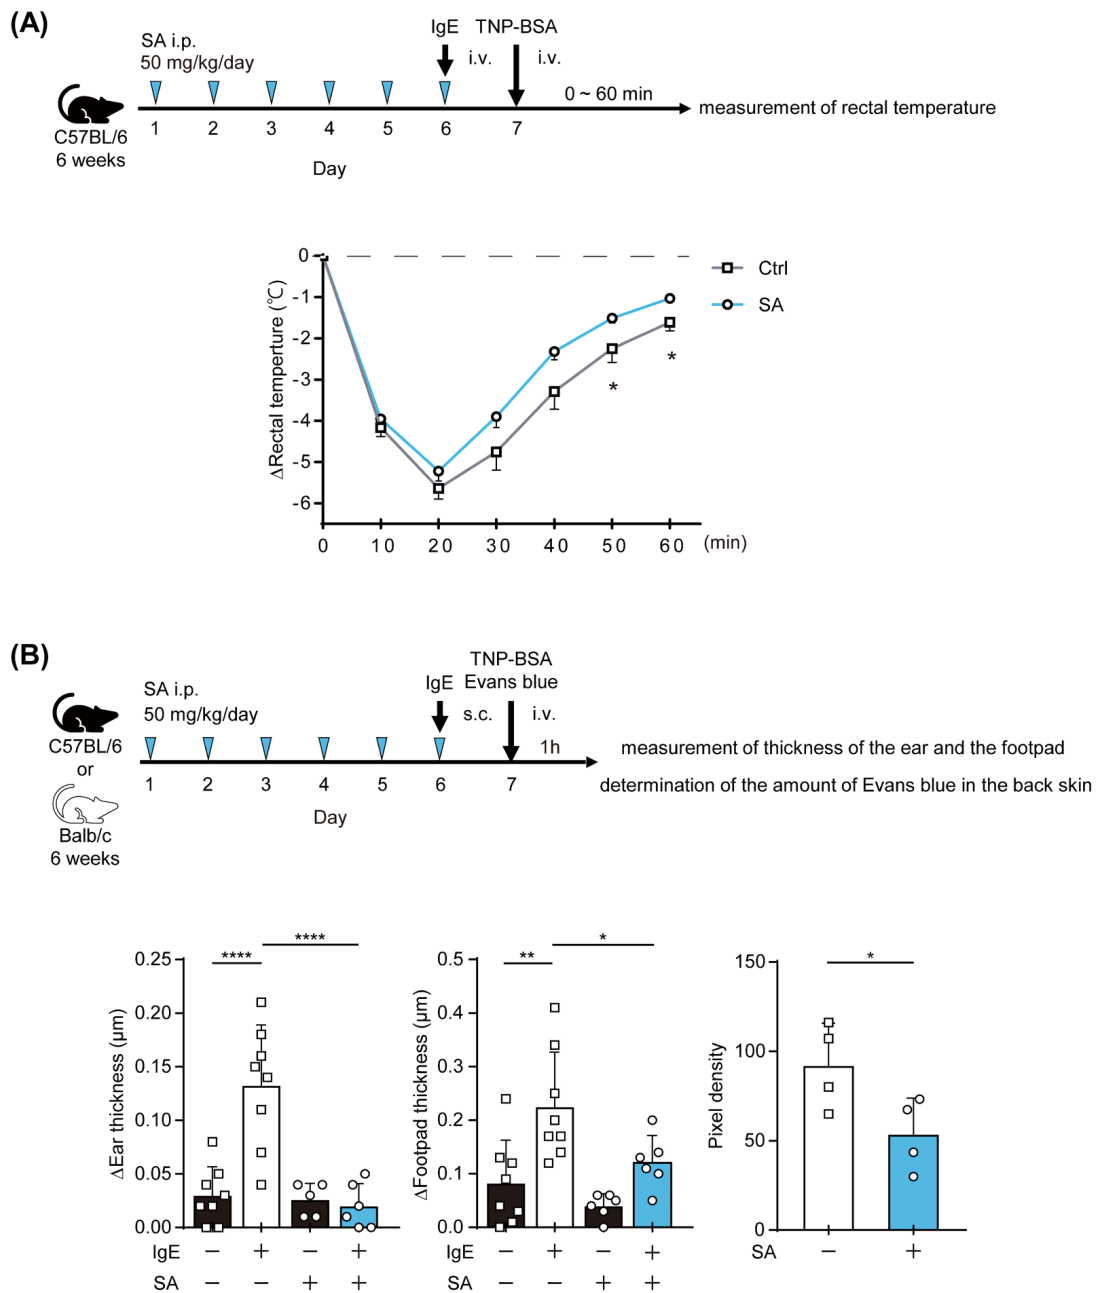 (A)
IgE TNP-BSA
SA i.p.
50 mg/kg/day
i.v. i.v.
0 ~ 60 min
measurement of rectal temperature
C57BL/6
6 weeks
1 2 3 4 5 6 7
Day
ΔRectal temperture (℃)
0
-1
-2
-3
-4
-5
-6
Ctrl
SA
*
*
0 10 20 30 40 50 60 (min)
(B)
TNP-BSA
IgE Evans blue
SA i.p.
50 mg/kg/day
s.c. i.v.
1h
C57BL/6
or
Balb/c
6 weeks
1 2 3 4 5 6 7
Day
measurement of thickness of the ear and the footpad
determination of the amount of Evans blue in the back skin
ΔEar thickness (μm)
0.25
0.20
0.15
0.10
0.05
0.00
****
****
IgE − + − +
SA − − + +
ΔFootpad thickness (μm)
0.5
0.4
0.3
0.2
0.1
0.0
**
*
IgE − + − +
SA − − + +
Pixel density
150
100
50
0
*
SA − +